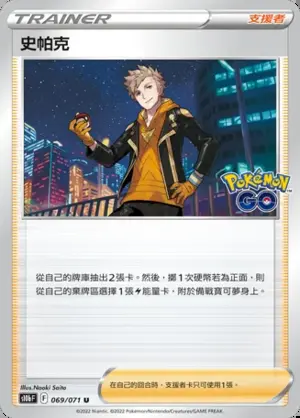 TRAINER
支援者
史帕克
Pokémon
GO
從自己的牌庫抽出2張卡。然後,擲1次硬幣若為正面,則
從自己的棄牌區選擇1張能量卡,附於備戰寶可夢身上。
Illus.Naoki Saito
s10b F
F
069/071 U
在自己的回合時,支援者卡只可使用1張。
©2022 Niantic. ©2022 Pokémon/Nintendo/Creatures/GAME FREAK.